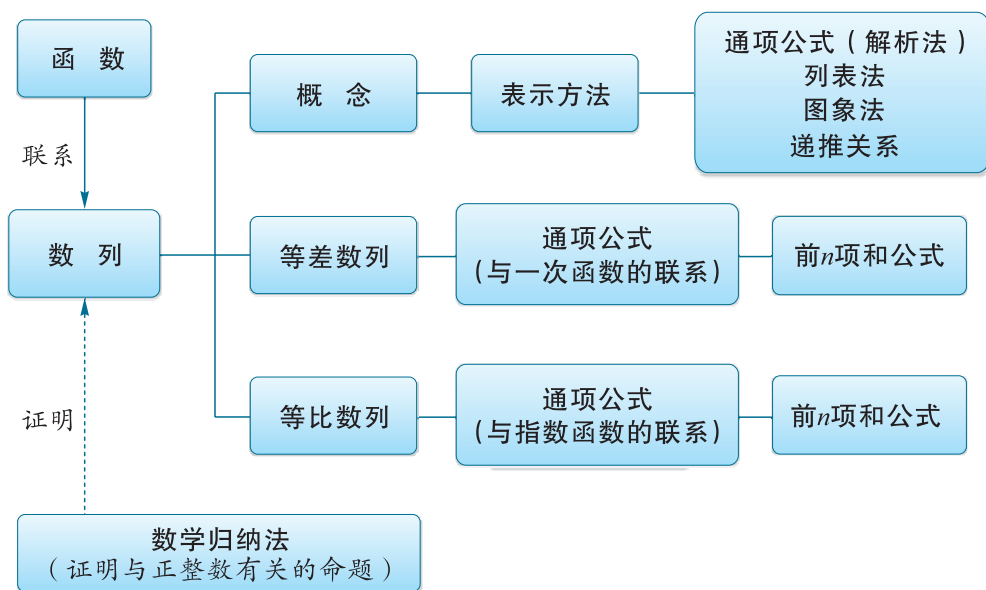 函 数
联系
数 列
证明
数学归纳法
（证明与正整数有关的命题）
概 念
表示方法
通项公式（解析法）
列表法
图象法
递推关系
等差数列
通项公式
（与一次函数的联系）
前n项和公式
等比数列
通项公式
（与指数函数的联系）
前n项和公式